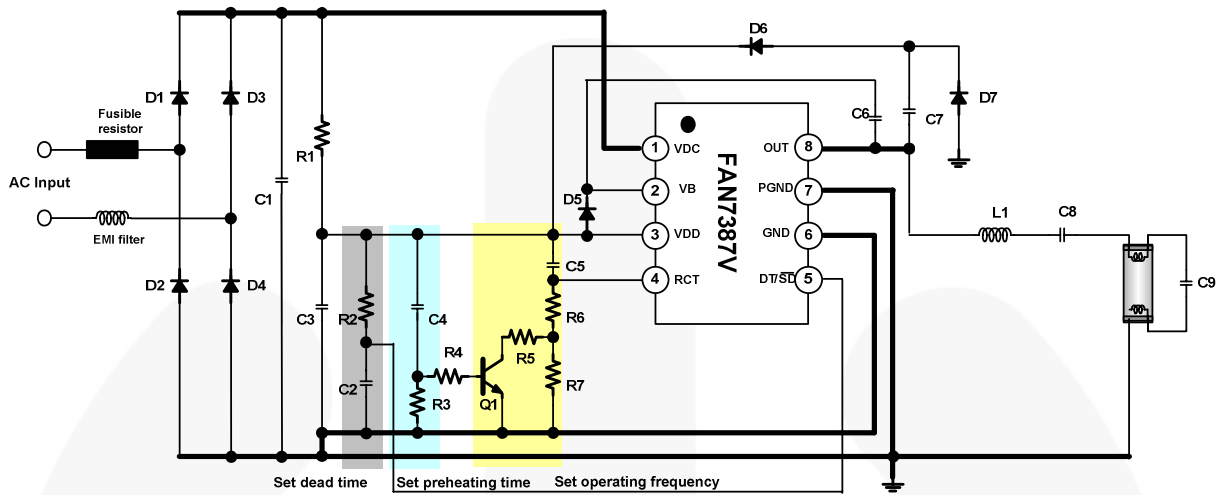 D6
D1
D3
Fusible
resistor
C6
C7
D7
R1
1
VDC
FAN7387V
OUT
8
AC Input
C1
2
VB
PGND
7
D5
EMI filter
3
VDD
GND
6
L1
C8
C5
4
RCT
DT/SD
5
D2
D4
C3
R2
C4
R6
C9
R4
R5
C2
R7
R3
Q1
Set dead time
Set preheating time
Set operating frequency